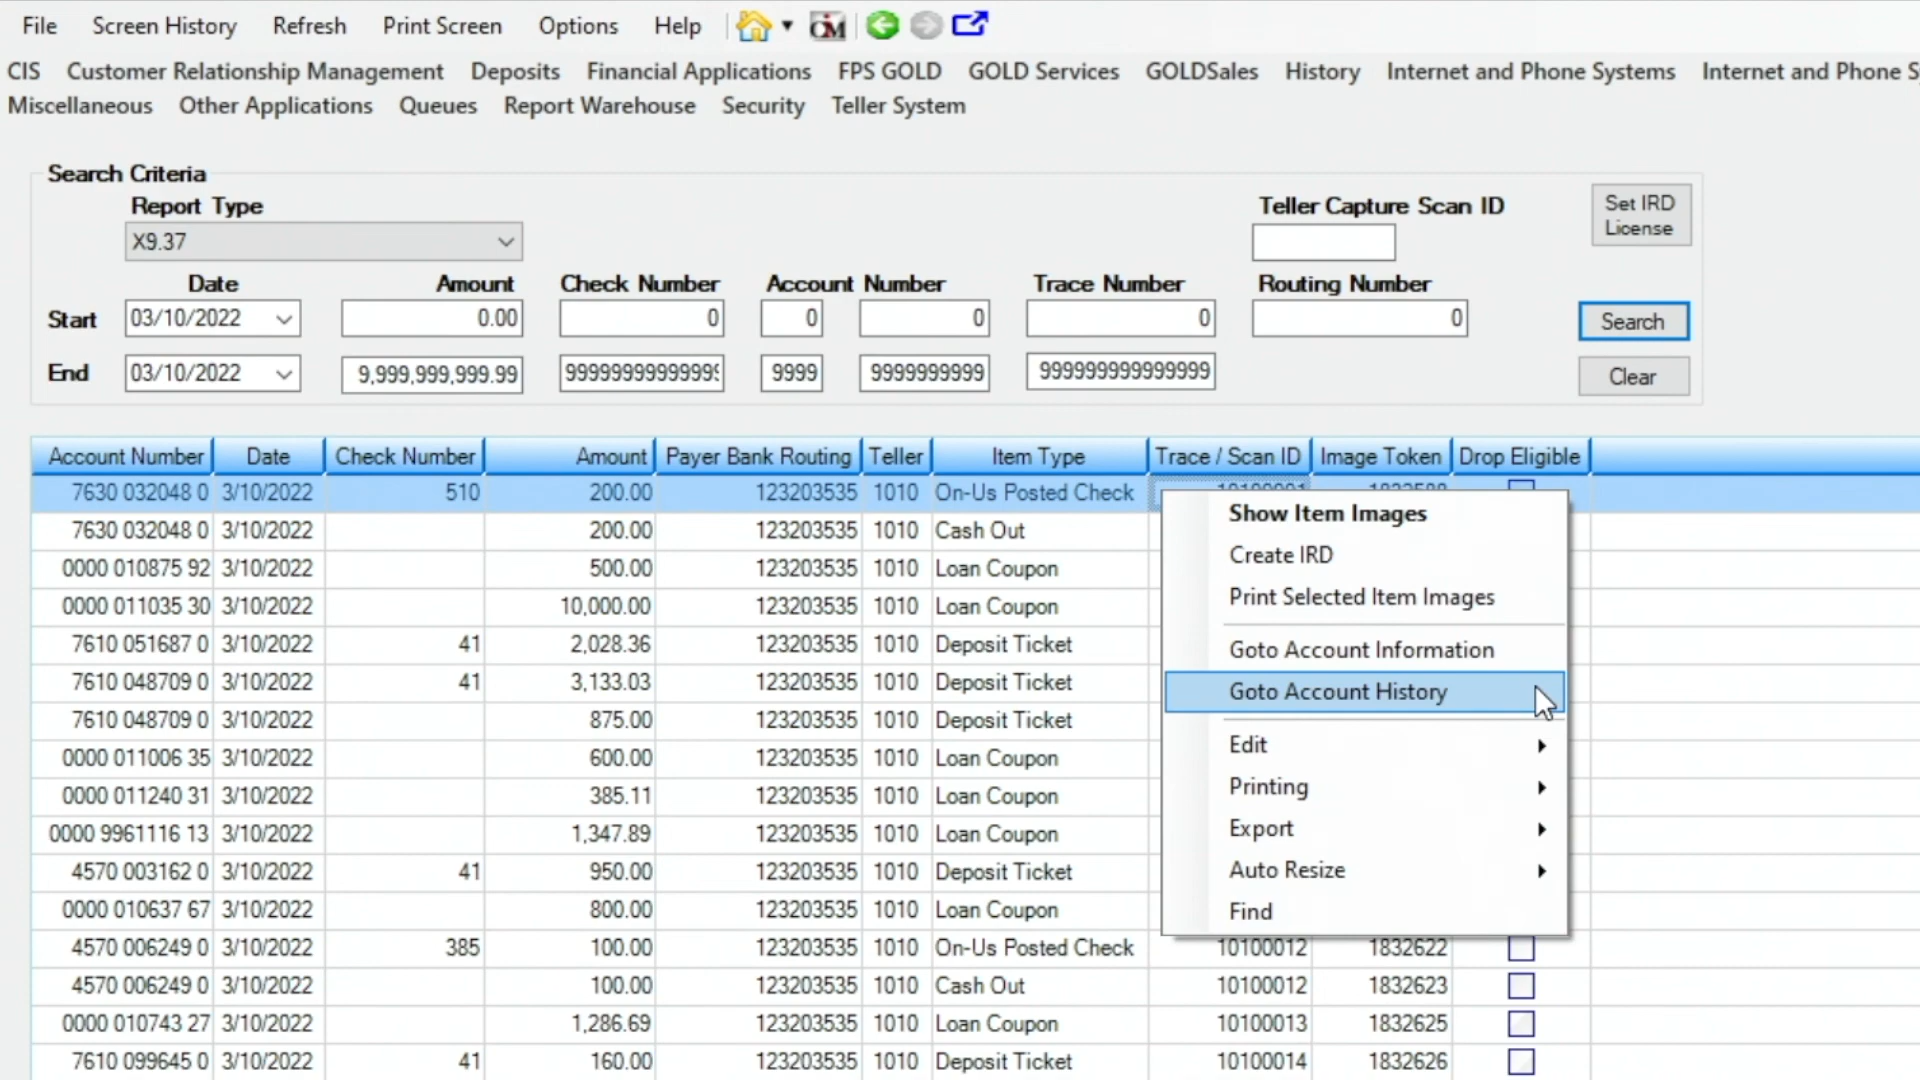 File Screen History Refresh Print Screen Options Help
CIS Customer Relationship Management Deposits Financial Applications FPS GOLD GOLD Services GOLDSales History Internet and Phone Systems Internet and Phone S
Miscellaneous Other Applications Queues Report Warehouse Security Teller System
Search Criteria
Report Type Teller Capture Scan ID Set IRD License
X9.37
Date Amount Check Number Account Number Trace Number Routing Number
Start 03/10/2022 0.00 0 0 0 0 0 Search
End 03/10/2022 9,999,999,999.99 9999 9999999999 Clear
Account Number Date Check Number Amount Payer Bank Routing Teller Item Type Trace / Scan ID Image Token Drop Eligible
7630 032048 0 3/10/2022 510 200.00 123203535 1010 On-Us Posted Check
7630 032048 0 3/10/2022 200.00 123203535 1010 Cash Out
0000 010875 92 3/10/2022 500.00 123203535 1010 Loan Coupon
0000 011035 30 3/10/2022 10,000.00 123203535 1010 Loan Coupon
7610 051687 0 3/10/2022 41 2,028.36 123203535 1010 Deposit Ticket
7610 048709 0 3/10/2022 41 3,133.03 123203535 1010 Deposit Ticket
7610 048709 0 3/10/2022 875.00 123203535 1010 Deposit Ticket
0000 011006 35 3/10/2022 600.00 123203535 1010 Loan Coupon
0000 011240 31 3/10/2022 385.11 123203535 1010 Loan Coupon
0000 9961116 13 3/10/2022 1,347.89 123203535 1010 Loan Coupon
4570 003162 0 3/10/2022 41 950.00 123203535 1010 Deposit Ticket
0000 010637 67 3/10/2022 800.00 123203535 1010 Loan Coupon
4570 006249 0 3/10/2022 385 100.00 123203535 1010 On-Us Posted Check 10100012 1832622
4570 006249 0 3/10/2022 100.00 123203535 1010 Cash Out 10100012 1832623
0000 010743 27 3/10/2022 1,286.69 123203535 1010 Loan Coupon 10100013 1832625
7610 099645 0 3/10/2022 41 160.00 123203535 1010 Deposit Ticket 10100014 1832626
Show Item Images
Create IRD
Print Selected Item Images
Goto Account Information
Goto Account History
Edit
Printing
Export
Auto Resize
Find